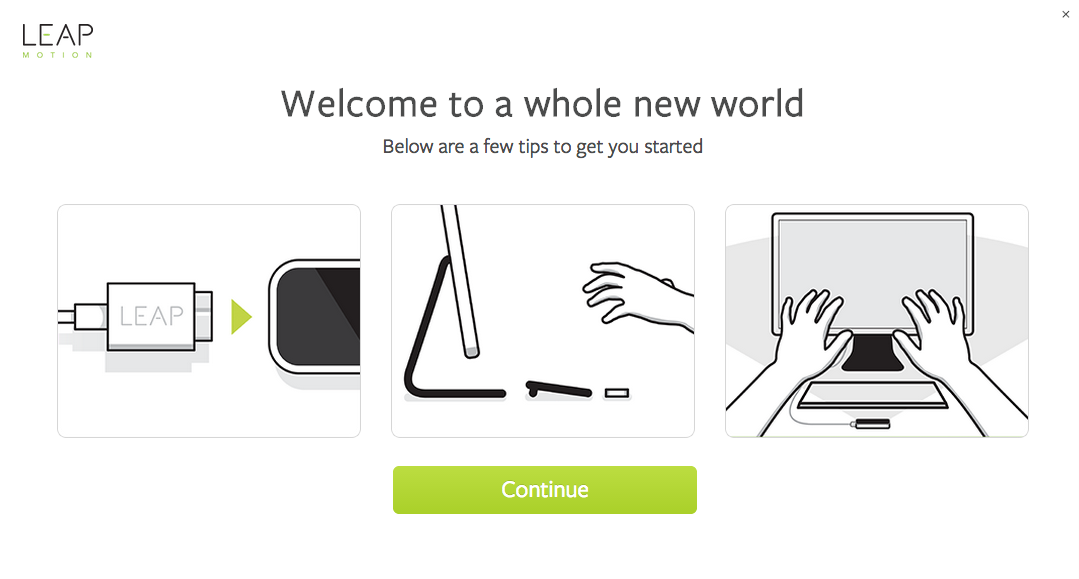 LEAP
MOTION
Welcome to a whole new world
Below are a few tips to get you started
LEAP
Continue